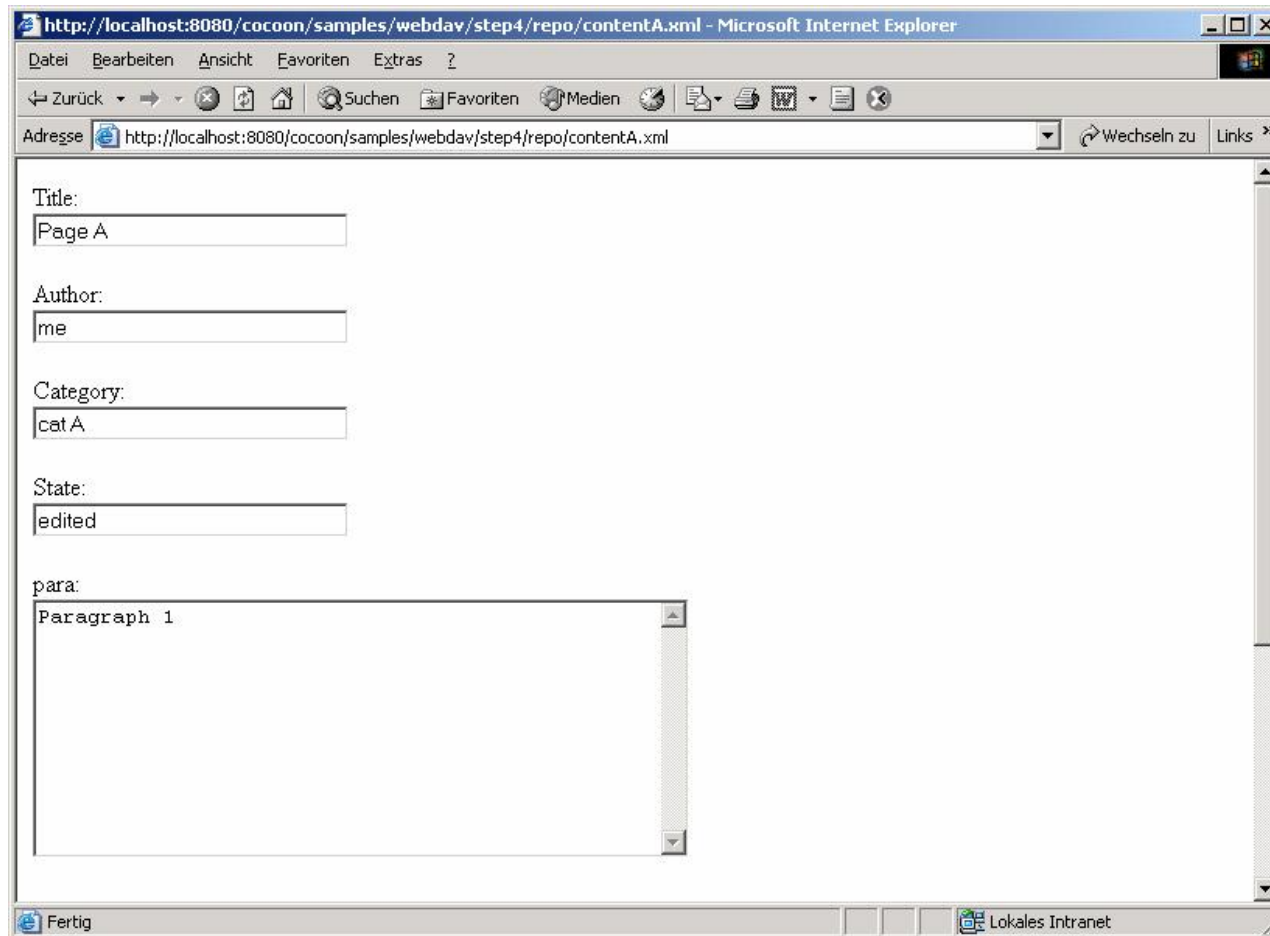 http://localhost:8080/cocoon/samples/webdav/step4/repo/contentA.xml - Microsoft Internet Explorer
Datei Bearbeiten Ansicht Favoriten Extras ?
Zurück Suchen Favoriten Medien
Adresse http://localhost:8080/cocoon/samples/webdav/step4/repo/contentA.xml Wechseln zu Links »
Title:
Page A
Author:
me
Category:
cat A
State:
edited
para:
Paragraph 1
Fertig Lokales Intranet